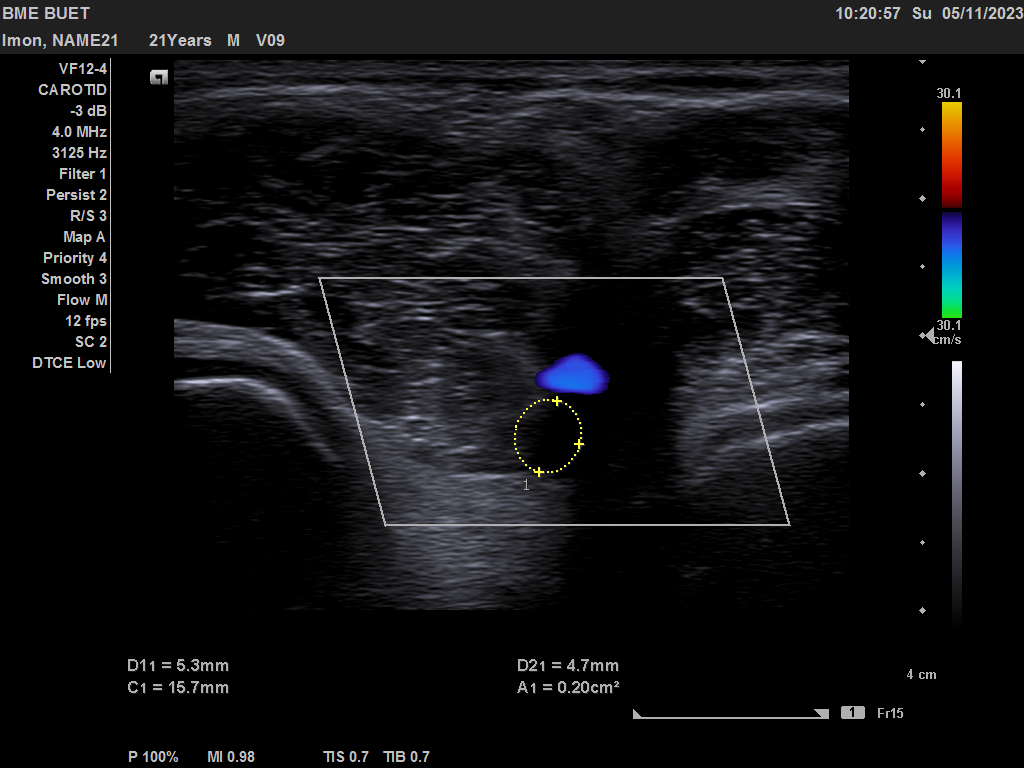 BME BUET 10:20:57 Su 05/11/2023
Imon, NAME21 21Years M V09
VF12-4
CAROTID
-3 dB
4.0 MHz
3125 Hz
Filter 1
Persist 2
R/S 3
Map A
Priority 4
Smooth 3
Flow M
12 fps
SC 2
DTCE Low
30.1
30.1
cm/s
1
D11 = 5.3mm D21 = 4.7mm
C1 = 15.7mm A1 = 0.20cm²
4 cm
1 Fr15
P 100% MI 0.98 TIS 0.7 TIB 0.7